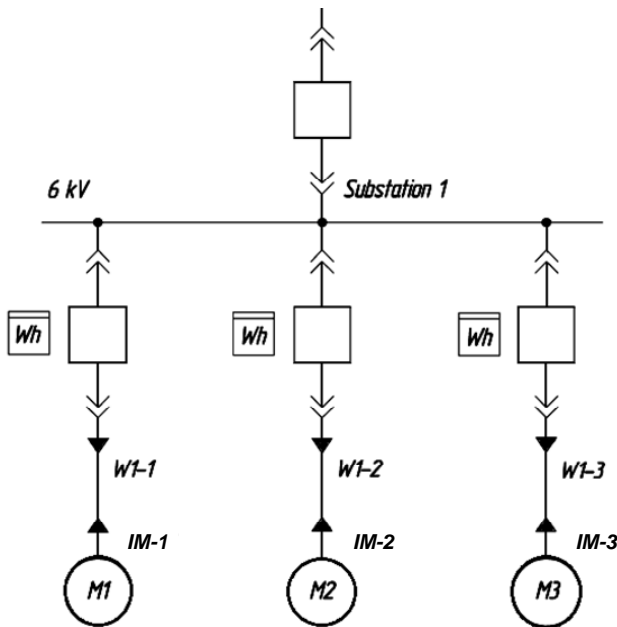 6 kV
Substation 1
Wh
Wh
Wh
W1-1
W1-2
W1-3
IM-1
IM-2
IM-3
M1
M2
M3